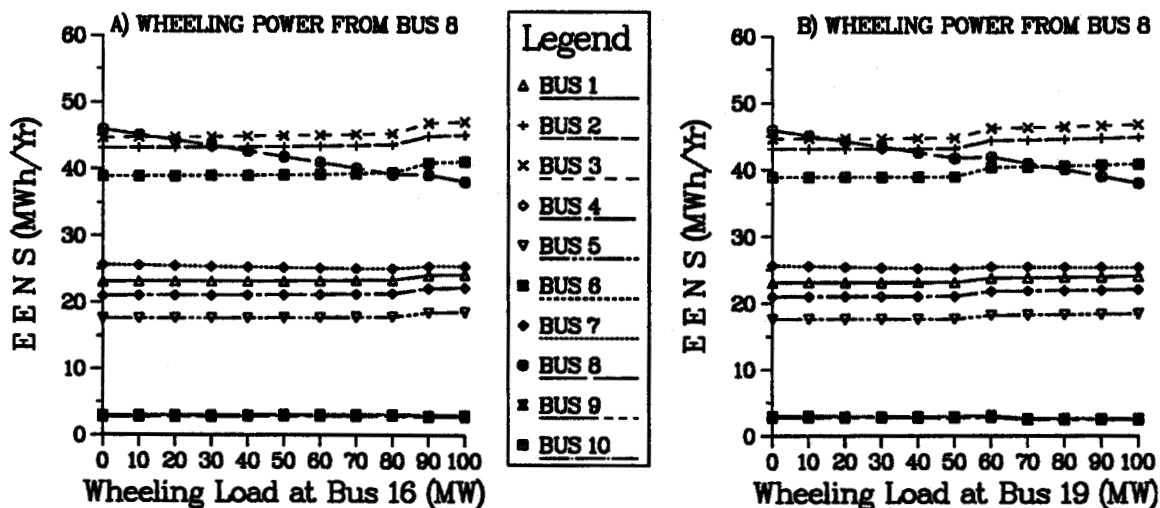 A) WHEELING POWER FROM BUS 8
60
50
40
30
20
10
0
E E N S (MWh/Yr)
0 10 20 30 40 50 60 70 80 90 100
Wheeling Load at Bus 16 (MW)
Legend
BUS 1
BUS 2
BUS 3
BUS 4
BUS 5
BUS 6
BUS 7
BUS 8
BUS 9
BUS 10
B) WHEELING POWER FROM BUS 8
60
50
40
30
20
10
0
E E N S (MWh/Yr)
0 10 20 30 40 50 60 70 80 90 100
Wheeling Load at Bus 19 (MW)